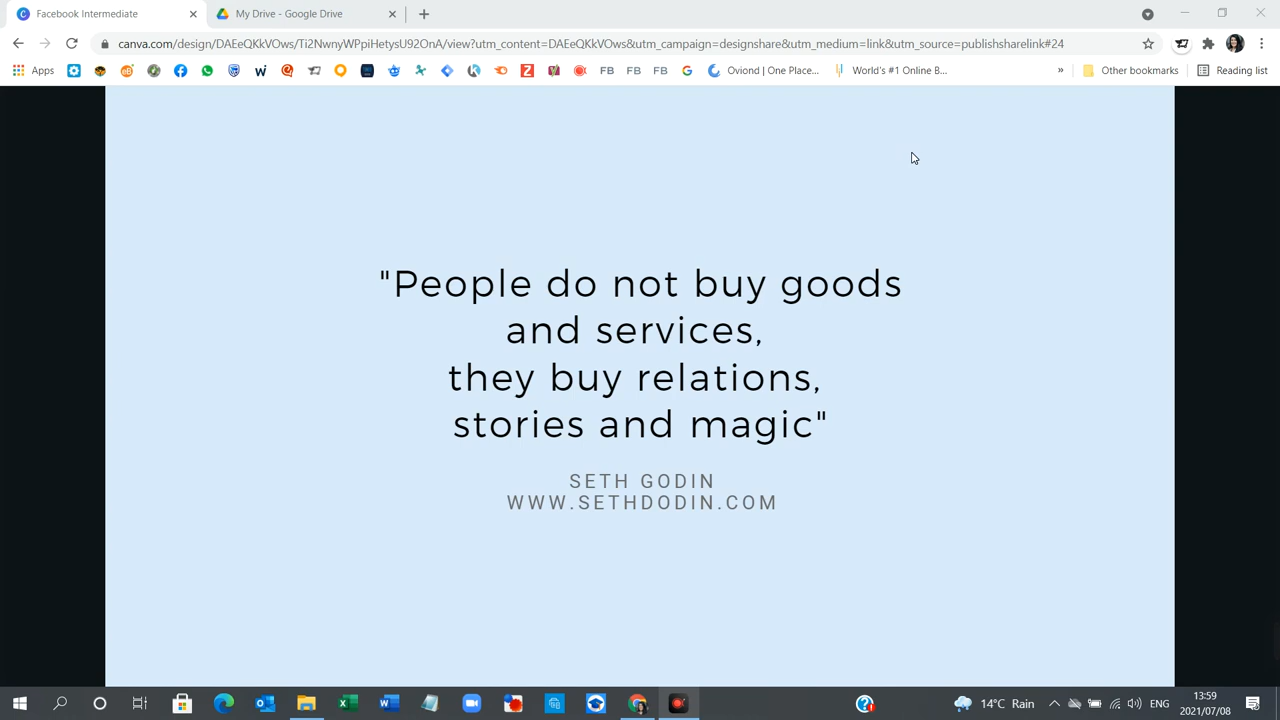 Facebook Intermediate
My Drive - Google Drive
canva.com/design/DAEeQKkVOws/Ti2NwnyWPpiHetysU92OnA/view?utm_content=DAEeQKkVOws&utm_campaign=designshare&utm_medium=link&utm_source=publishsharelink#24
Apps
FB
FB
FB
Oviond | One Place...
World's #1 Online B...
»
Other bookmarks
Reading list
"People do not buy goods
and services,
they buy relations,
stories and magic"
SETH GODIN
WWW.SETHDODIN.COM
14°C Rain
ENG
13:59
2021/07/08